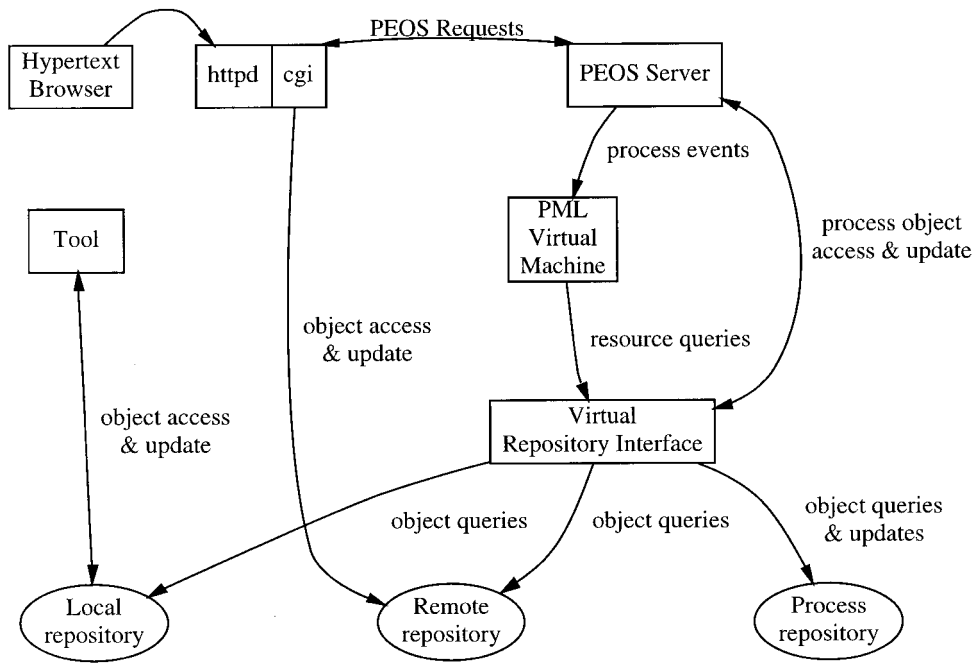 PEOS Requests
Hypertext
Browser
httpd
cgi
PEOS Server
process events
PML
Virtual
Machine
Tool
process object
access & update
object access
& update
resource queries
object access
& update
Virtual
Repository Interface
object queries
object queries
object queries
& updates
Local
repository
Remote
repository
Process
repository